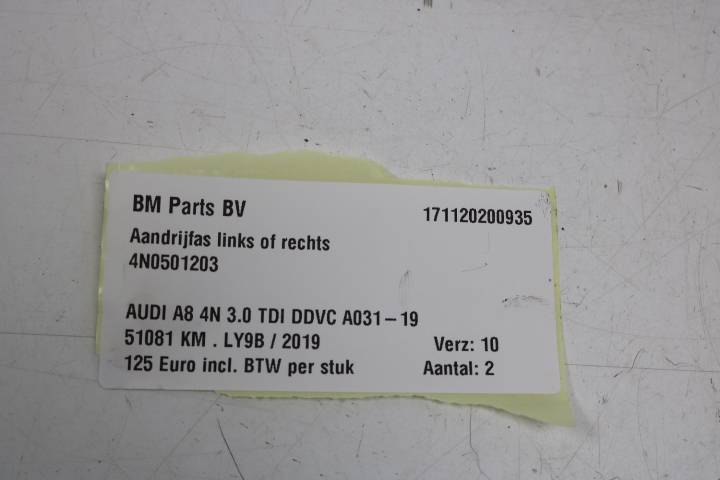 BM Parts BV 171120200935
Aandrijfas links of rechts
4N0501203
AUDI A8 4N 3.0 TDI DDVC A031-19
51081 KM . LY9B / 2019 Verz: 10
125 Euro incl. BTW per stuk Aantal: 2